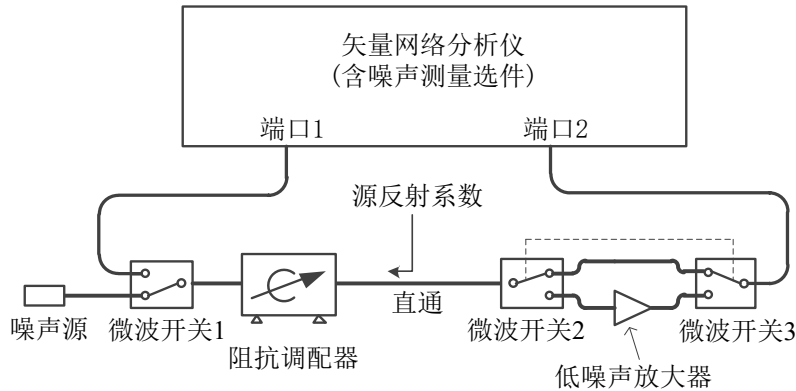 矢量网络分析仪
(含噪声测量选件)
端口1
端口2
源反射系数
直通
噪声源
微波开关1
阻抗调配器
微波开关2
微波开关3
低噪声放大器